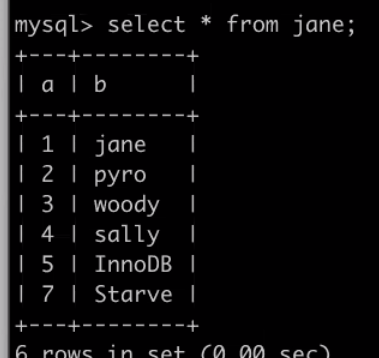 mysql> select * from jane;
+---+--------+
| a | b      |
+---+--------+
| 1 | jane   |
| 2 | pyro   |
| 3 | woody  |
| 4 | sally  |
| 5 | InnoDB |
| 7 | Starve |
+---+--------+
6 rows in set (0.00 sec)